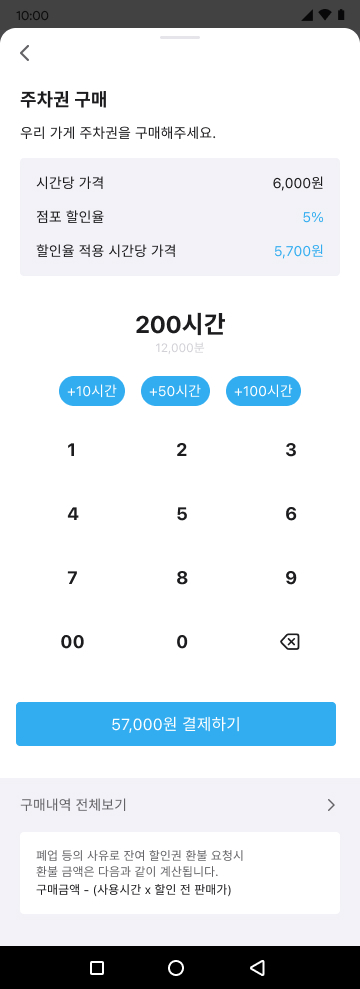 10:00
주차권 구매
우리 가게 주차권을 구매해주세요.
시간당 가격 6,000원
점포 할인율 5%
할인율 적용 시간당 가격 5,700원
200시간
12,000분
+10시간 +50시간 +100시간
1 2 3
4 5 6
7 8 9
00 0
57,000원 결제하기
구매내역 전체보기
폐업 등의 사유로 잔여 할인권 환불 요청시
환불 금액은 다음과 같이 계산됩니다.
구매금액 - (사용시간 x 할인 전 판매가)